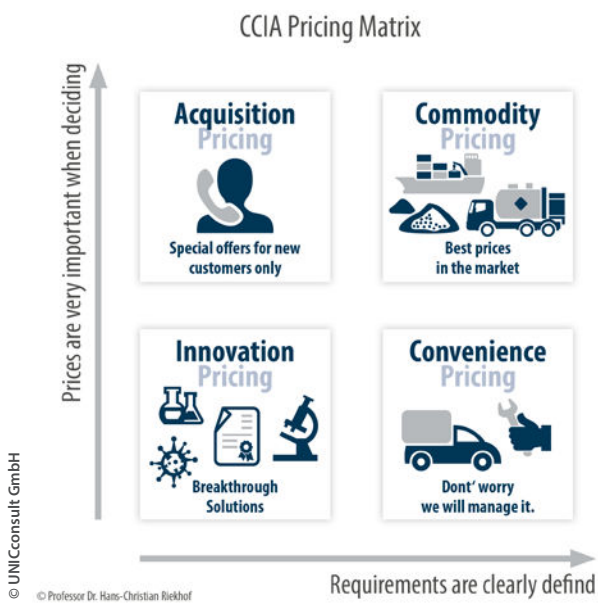 CCIA Pricing Matrix
Prices are very important when deciding
Acquisition
Pricing
Special offers for new
customers only
Commodity
Pricing
Best prices
in the market
Innovation
Pricing
Breakthrough
Solutions
Convenience
Pricing
Dont‘ worry
we will manage it.
Requirements are clearly defind
© Professor Dr. Hans-Christian Riekhof
© UNICconsult GmbH